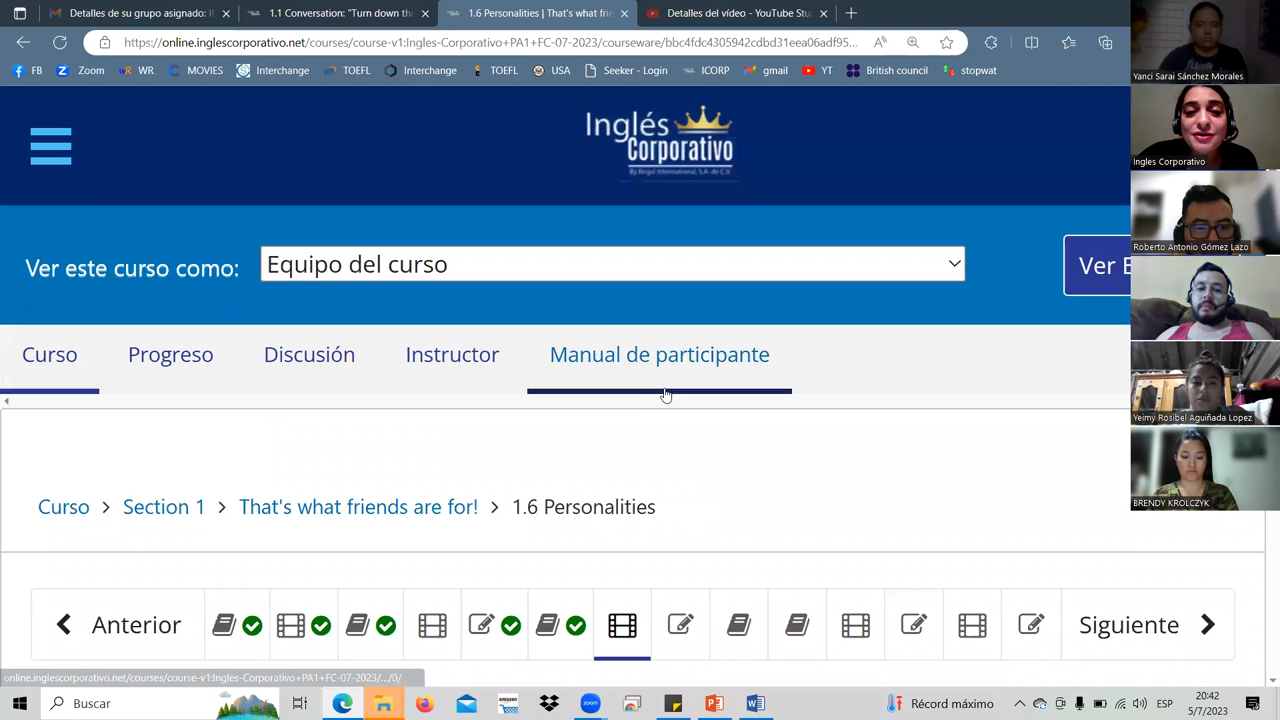 Detalles de su grupo asignado: I
1.1 Conversation: "Turn down th
1.6 Personalities | That's what frie
Detalles del vídeo - YouTube Stu
https://online.inglescorporativo.net/courses/course-v1:Ingles-Corporativo+PA1+FC-07-2023/courseware/bbc4fdc4305942cdbd31eea06adf95...
FB
Zoom
WR
MOVIES
Interchange
TOEFL
Interchange
TOEFL
USA
Seeker - Login
ICORP
gmail
YT
British council
stopwat
Inglés
Corporativo
By Regal International, S.A. de C.V.
Ver este curso como:
Equipo del curso
Ver E
Curso
Progreso
Discusión
Instructor
Manual de participante
Curso > Section 1 > That's what friends are for! > 1.6 Personalities
Anterior
Siguiente
online.inglescorporativo.net/courses/course-v1:Ingles-Corporativo+PA1+FC-07-2023/.../0/
Yanci Sarai Sánchez Morales
Ingles Corporativo
Roberto Antonio Gómez Lazo
Yeimy Rosibel Aguiñada Lopez
BRENDY KROLCZYK
Buscar
amazon
Récord máximo
ESP
20:42
5/7/2023